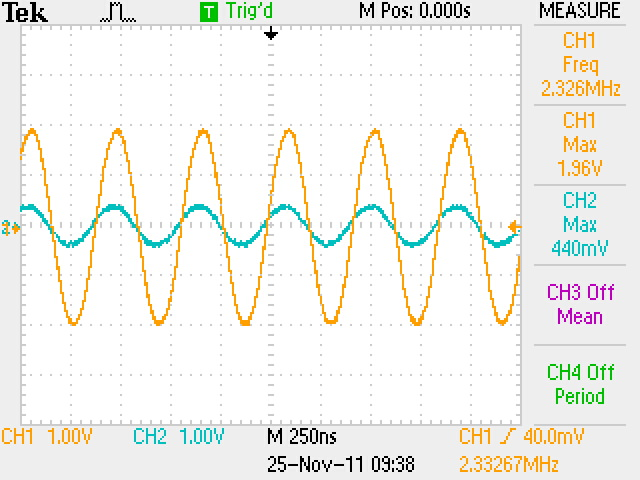 Tek T Trig'd M Pos: 0.000s MEASURE
CH1
Freq
2.326MHz
CH1
Max
1.96V
CH2
Max
440mV
CH3 Off
Mean
CH4 Off
Period
2
CH1 1.00V CH2 1.00V M 250ns CH1 40.0mV
25-Nov-11 09:38 2.33267MHz